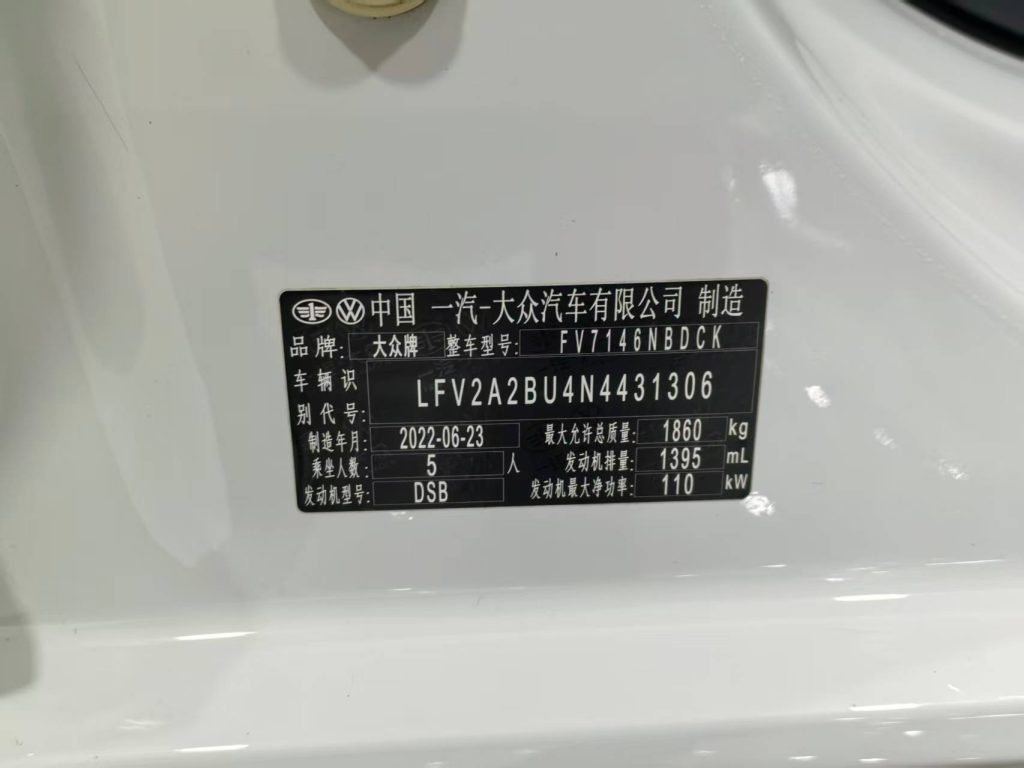 中国 一汽-大众汽车有限公司 制造
品牌: 大众牌 整车型号: FV7146NBDCK
车辆识别代号: LFV2A2BU4N4431306
制造年月: 2022-06-23 最大允许总质量: 1860 kg
乘坐人数: 5 人 发动机排量: 1395 mL
发动机型号: DSB 发动机最大净功率: 110 kW